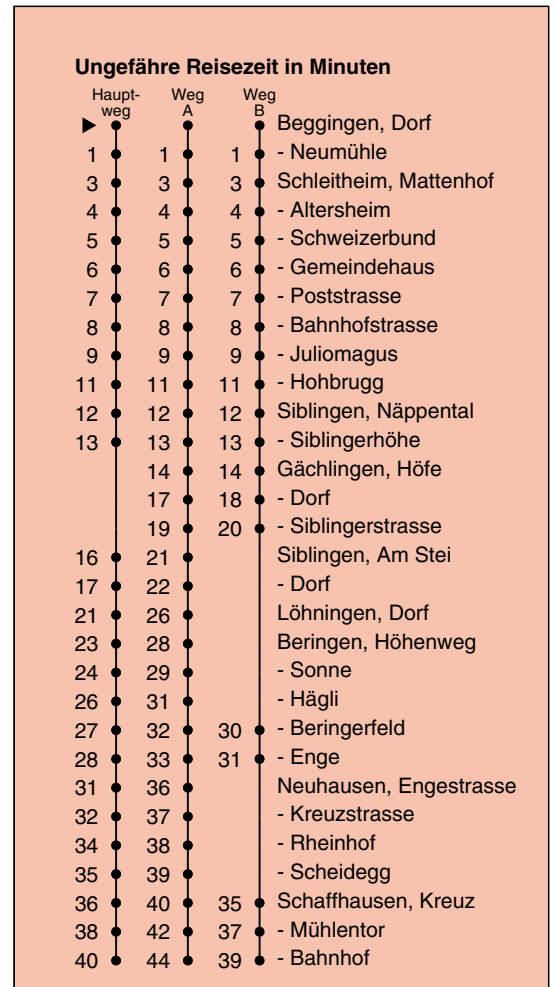 Ungefähre Reisezeit in Minuten
Haupt- Weg Weg
weg A B
Beggingen, Dorf
1 1 1 - Neumühle
3 3 3 Schleitheim, Mattenhof
4 4 4 - Altersheim
5 5 5 - Schweizerbund
6 6 6 - Gemeindehaus
7 7 7 - Poststrasse
8 8 8 - Bahnhofstrasse
9 9 9 - Juliomagus
11 11 11 - Hohbrugg
12 12 12 Siblingen, Näppental
13 13 13 - Siblingerhöhe
14 14 Gächlingen, Höfe
17 18 - Dorf
19 20 - Siblingerstrasse
16 21 Siblingen, Am Stei
17 22 - Dorf
21 26 Löhningen, Dorf
23 28 Beringen, Höhenweg
24 29 - Sonne
26 31 - Hägli
27 32 30 - Beringerfeld
28 33 31 - Enge
31 36 Neuhausen, Engestrasse
32 37 - Kreuzstrasse
34 38 - Rheinhof
35 39 - Scheidegg
36 40 35 Schaffhausen, Kreuz
38 42 37 - Mühlentor
40 44 39 - Bahnhof